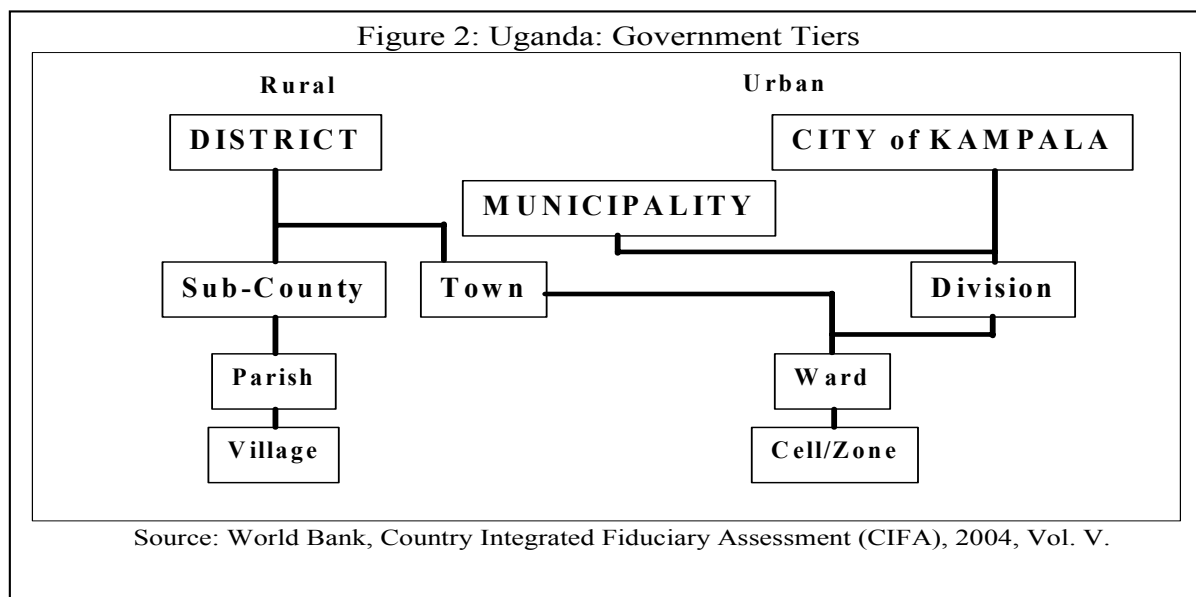 Figure 2: Uganda: Government Tiers
Rural
Urban
DISTRICT
CITY of KAMPALA
MUNICIPALITY
Sub-County
Town
Division
Parish
Ward
Village
Cell/Zone
Source: World Bank, Country Integrated Fiduciary Assessment (CIFA), 2004, Vol. V.